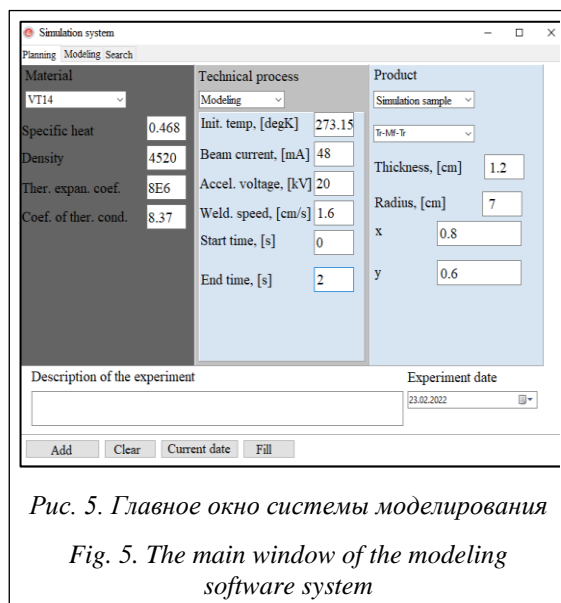 Simulation system
Planning Modeling Search
Material
VT14
Specific heat 0.468
Density 4520
Ther. expan. coef. 8E6
Coef. of ther. cond. 8.37
Technical process
Modeling
Init. temp, [degK] 273.15
Beam current, [mA] 48
Accel. voltage, [kV] 20
Weld. speed, [cm/s] 1.6
Start time, [s] 0
End time, [s] 2
Product
Simulation sample
Tr-Mf-Tr
Thickness, [cm] 1.2
Radius, [cm] 7
x 0.8
y 0.6
Description of the experiment
Experiment date
23.02.2022
Add Clear Current date Fill
Рис. 5. Главное окно системы моделирования
Fig. 5. The main window of the modeling
software system